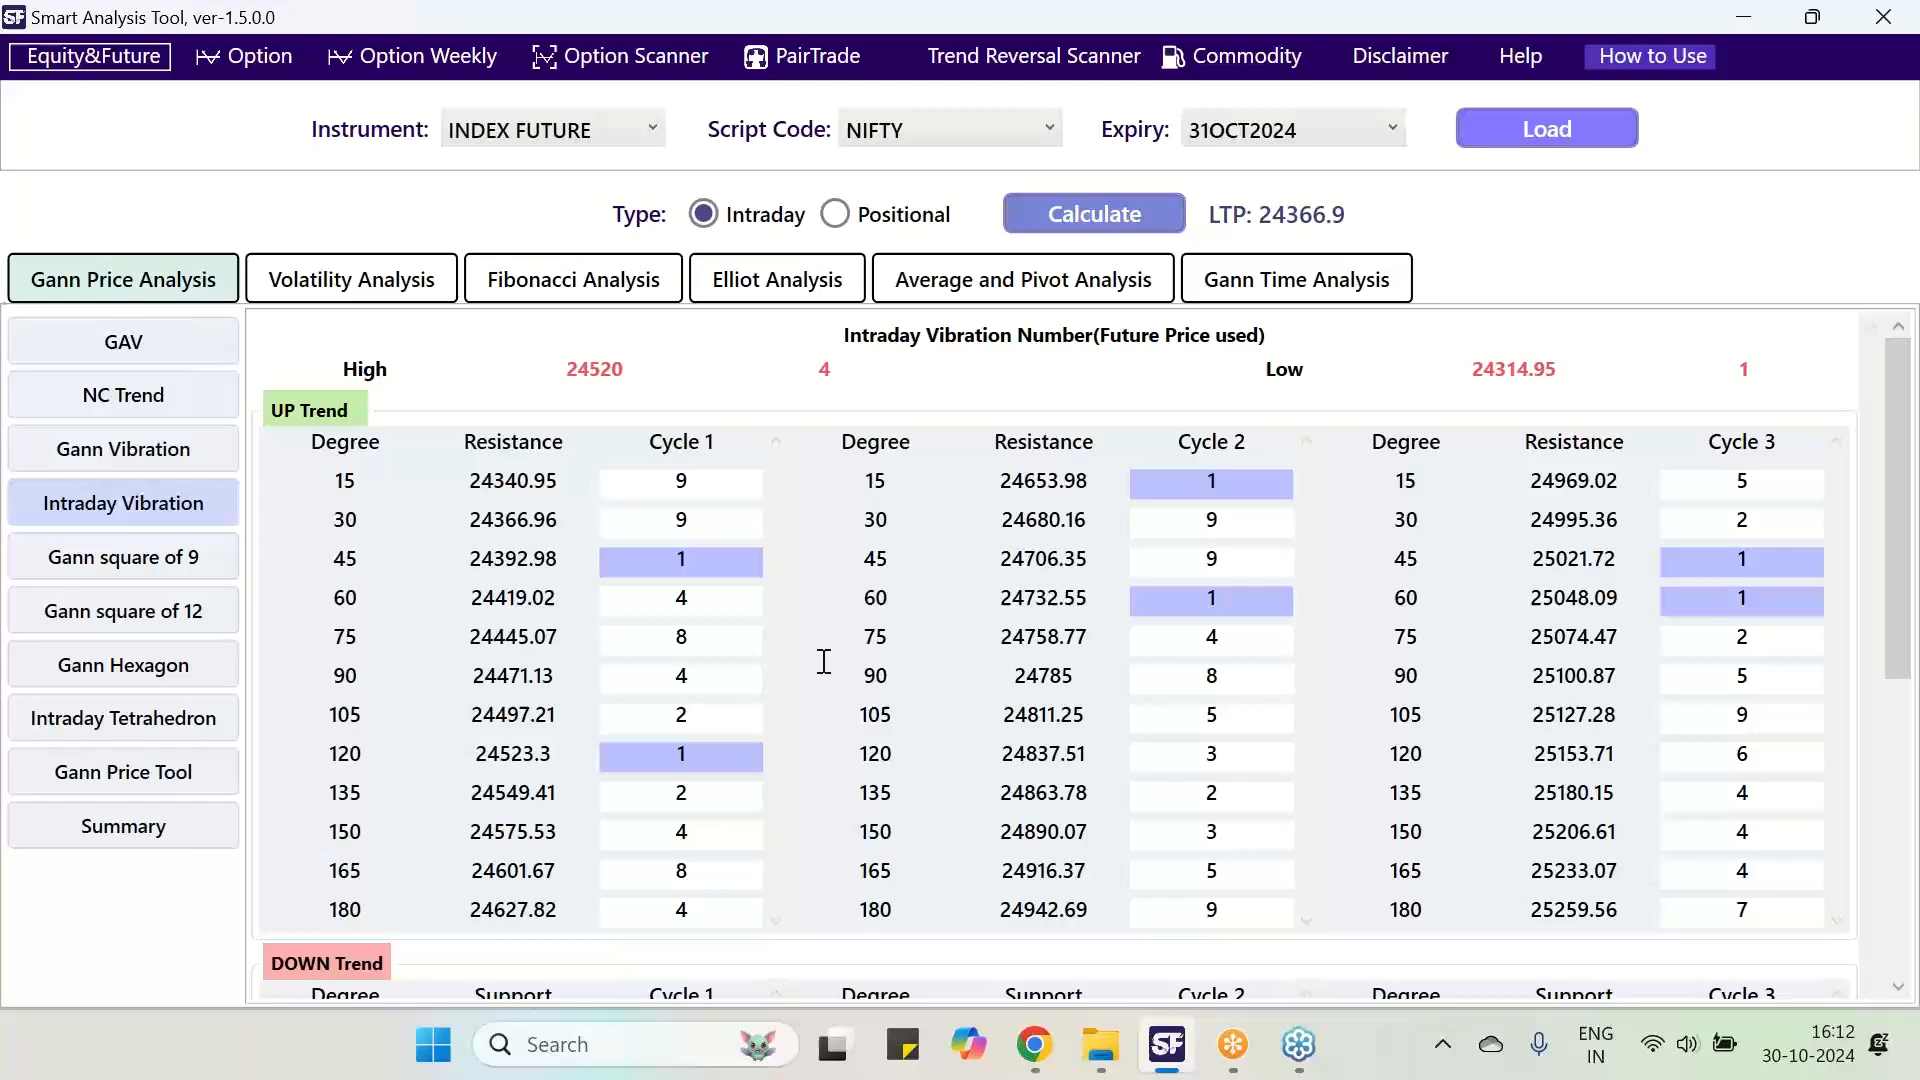 SF Smart Analysis Tool, ver-1.5.0.0
Equity&Future Option Option Weekly Option Scanner PairTrade Trend Reversal Scanner Commodity Disclaimer Help How to Use
Instrument: INDEX FUTURE Script Code: NIFTY Expiry: 31OCT2024 Load
Type: Intraday Positional Calculate LTP: 24366.9
Gann Price Analysis Volatility Analysis Fibonacci Analysis Elliot Analysis Average and Pivot Analysis Gann Time Analysis
GAV
NC Trend
Gann Vibration
Intraday Vibration
Gann square of 9
Gann square of 12
Gann Hexagon
Intraday Tetrahedron
Gann Price Tool
Summary
Intraday Vibration Number(Future Price used)
High 24520 4 Low 24314.95 1
UP Trend
Degree Resistance Cycle 1 Degree Resistance Cycle 2 Degree Resistance Cycle 3
15 24340.95 9 15 24653.98 1 15 24969.02 5
30 24366.96 9 30 24680.16 9 30 24995.36 2
45 24392.98 1 45 24706.35 9 45 25021.72 1
60 24419.02 4 60 24732.55 1 60 25048.09 1
75 24445.07 8 75 24758.77 4 75 25074.47 2
90 24471.13 4 90 24785 8 90 25100.87 5
105 24497.21 2 105 24811.25 5 105 25127.28 9
120 24523.3 1 120 24837.51 3 120 25153.71 6
135 24549.41 2 135 24863.78 2 135 25180.15 4
150 24575.53 4 150 24890.07 3 150 25206.61 4
165 24601.67 8 165 24916.37 5 165 25233.07 4
180 24627.82 4 180 24942.69 9 180 25259.56 7
DOWN Trend
Degree Support Cycle 1 Degree Support Cycle 2 Degree Support Cycle 3
Search SF ENG 16:12
IN 30-10-2024